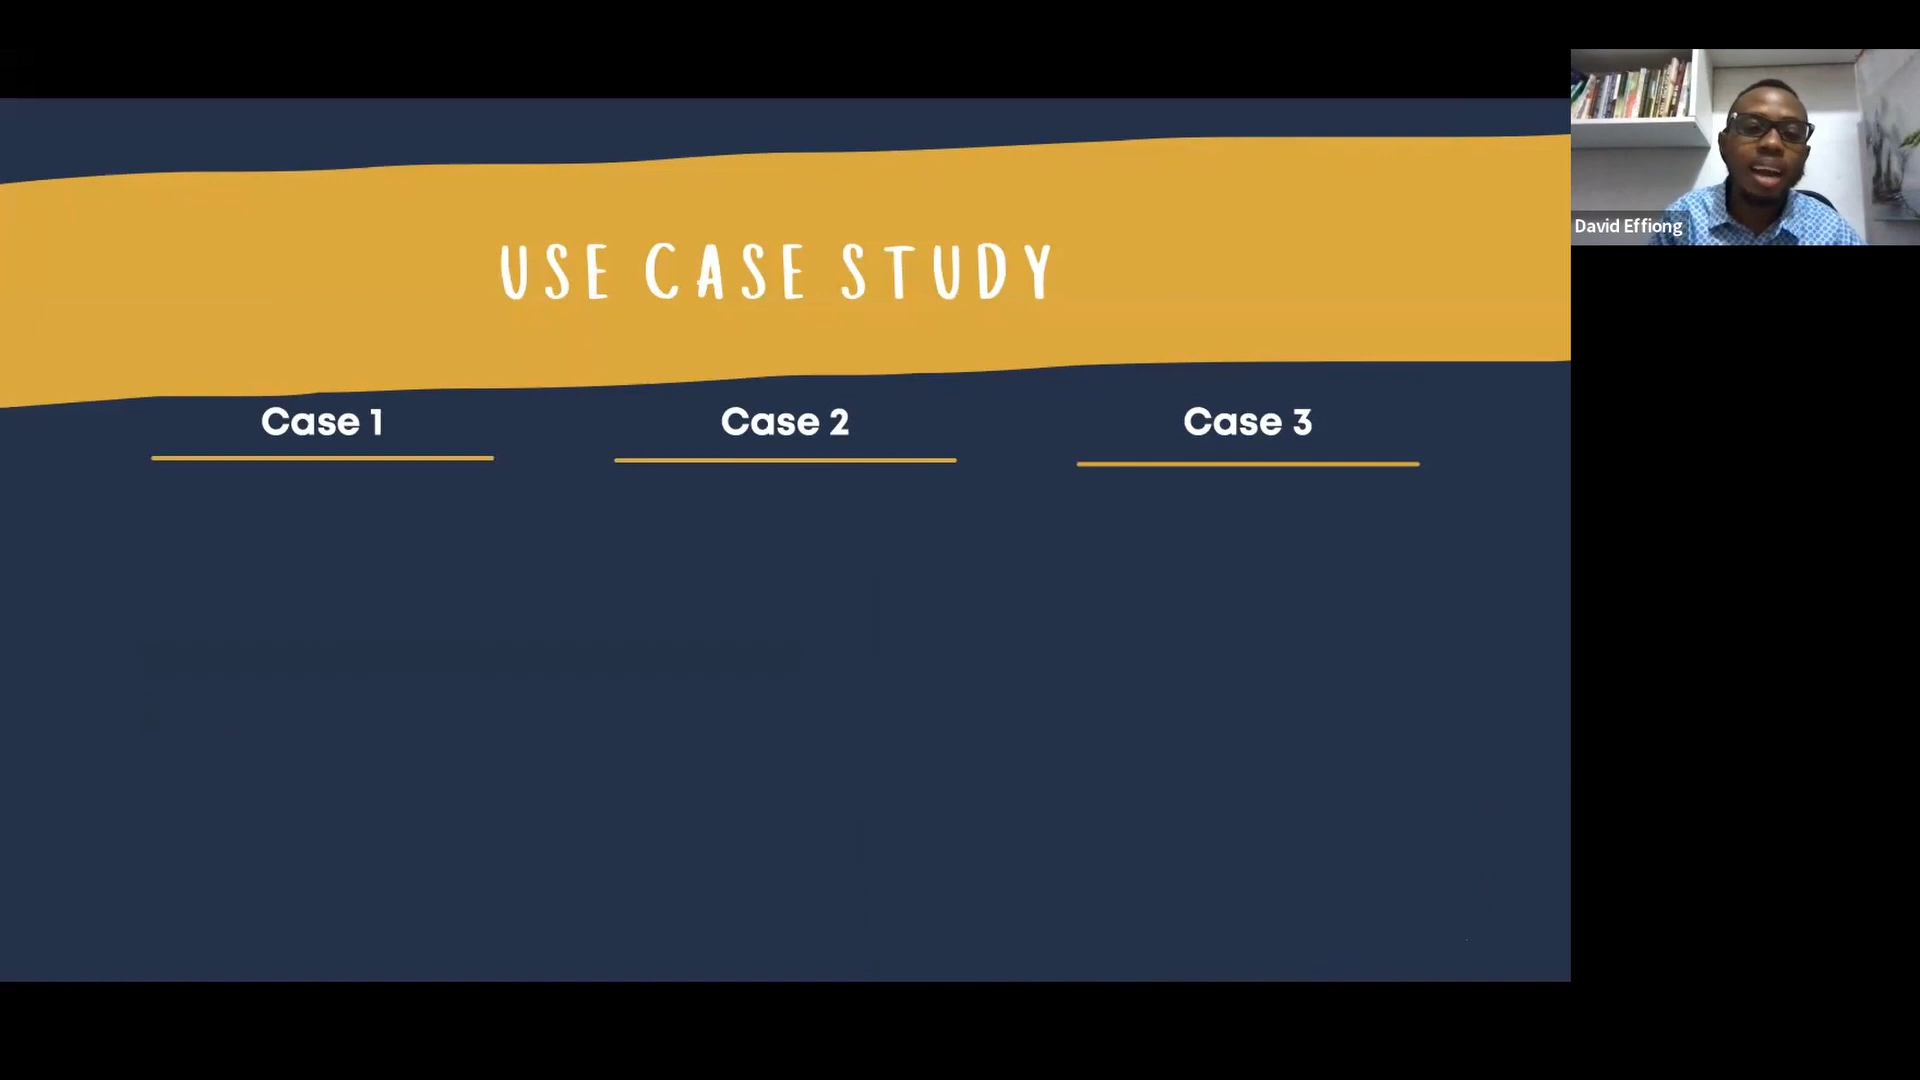 USE CASE STUDY
Case 1
Case 2
Case 3
David Effiong